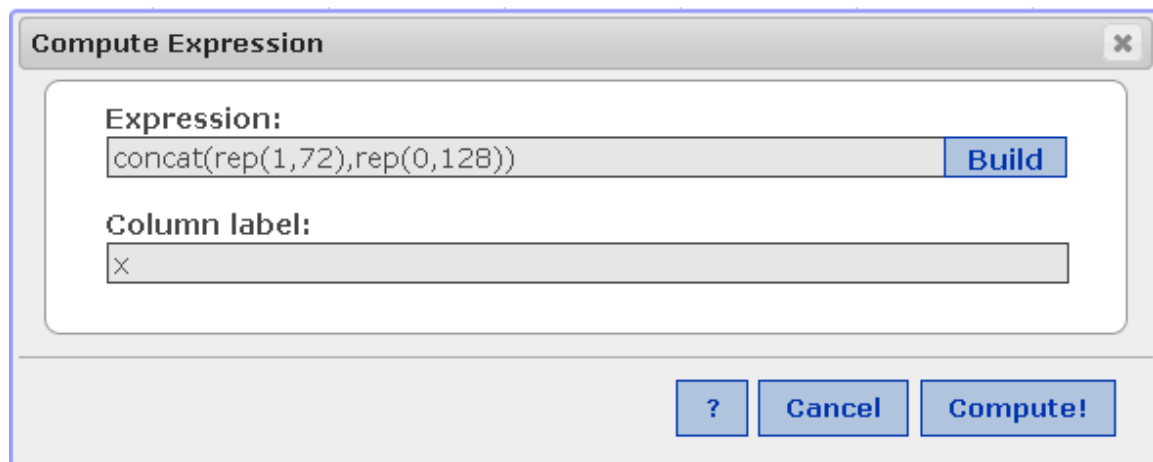 Compute Expression
Expression:
concat(rep(1,72),rep(0,128))
Build
Column label:
x
?
Cancel
Compute!